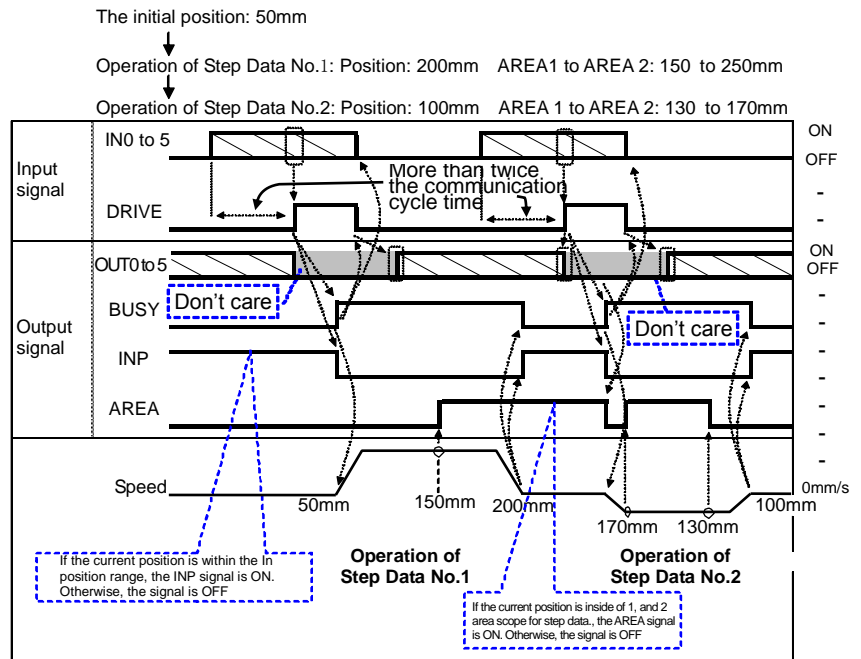 The initial position: 50mm
Operation of Step Data No.1: Position: 200mm AREA1 to AREA 2: 150 to 250mm
Operation of Step Data No.2: Position: 100mm AREA 1 to AREA 2: 130 to 170mm
Input
signal
IN0 to 5
ON
OFF
More than twice
the communication
cycle time
-
DRIVE
-
Output
signal
OUT0 to 5
ON
OFF
Don't care
Don't care
BUSY
-
-
INP
-
-
AREA
-
-
-
Speed
50mm
150mm
200mm
170mm
130mm
100mm
0mm/s
If the current position is within the In
position range, the INP signal is ON.
Otherwise, the signal is OFF
Operation of
Step Data No.1
Operation of
Step Data No.2
If the current position is inside of 1, and 2
area scope for step data., the AREA signal
is ON. Otherwise, the signal is OFF